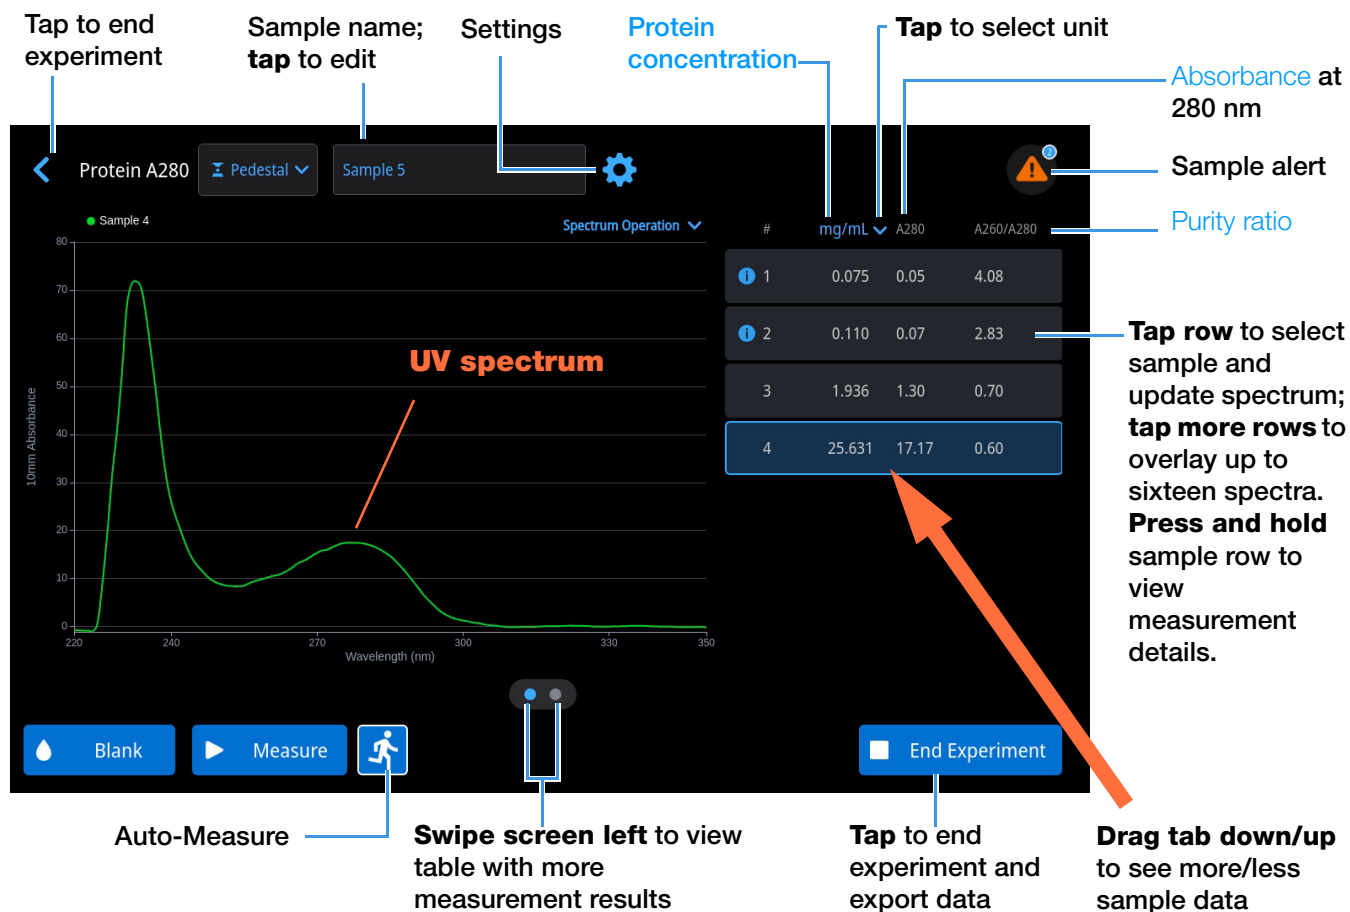 Tap to end
experiment
Sample name;
tap to edit
Settings
Protein
concentration
Tap to select unit
Absorbance at
280 nm
Sample alert
Purity ratio
Protein A280
Pedestal
Sample 5
2
Sample 4
Spectrum Operation
# mg/mL A280 A260/A280
1 0.075 0.05 4.08
2 0.110 0.07 2.83
3 1.936 1.30 0.70
4 25.631 17.17 0.60
Tap row to select
sample and
update spectrum;
tap more rows to
overlay up to
sixteen spectra.
Press and hold
sample row to
view
measurement
details.
UV spectrum
10mm Absorbance
80
70
60
50
40
30
20
10
0
220 240 270 300 330 350
Wavelength (nm)
Blank
Measure
End Experiment
Auto-Measure
Swipe screen left to view
table with more
measurement results
Tap to end
experiment and
export data
Drag tab down/up
to see more/less
sample data